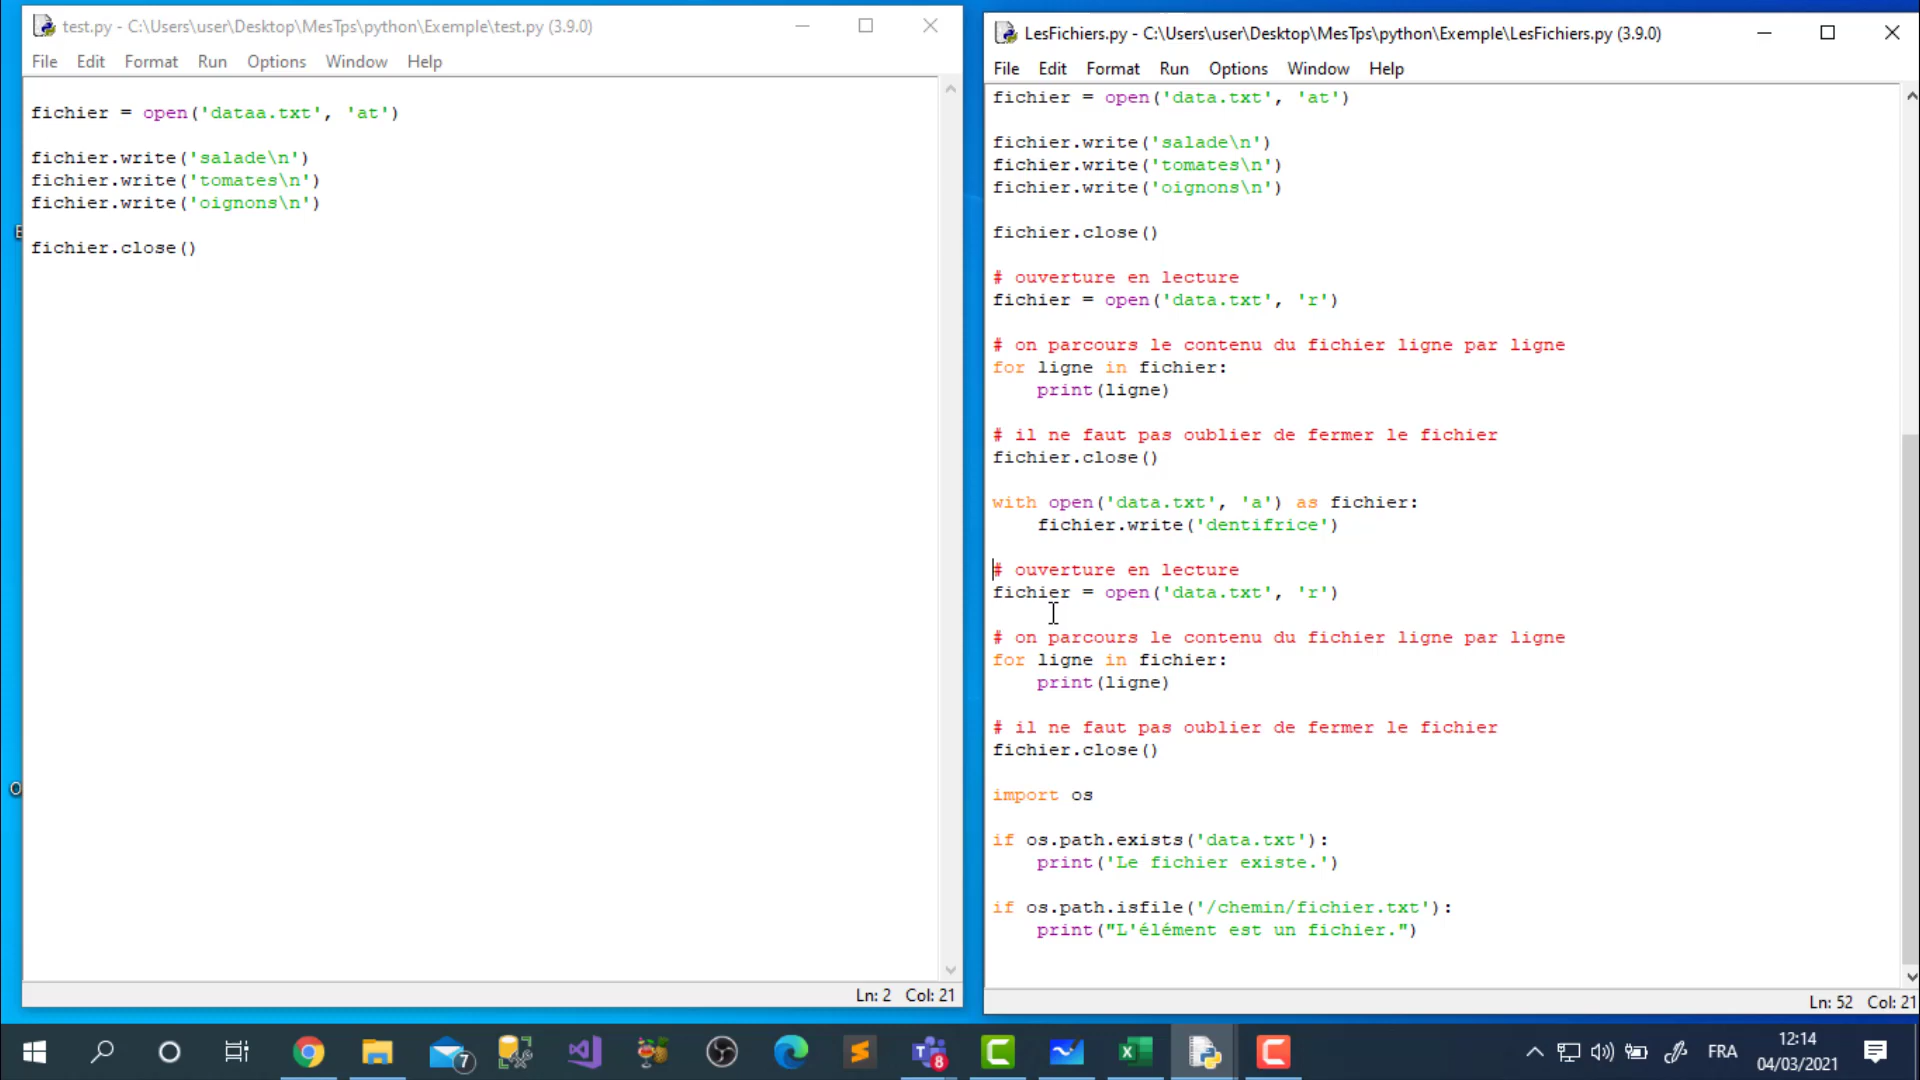 test.py - C:\Users\user\Desktop\MesTps\python\Exemple\test.py (3.9.0)
File Edit Format Run Options Window Help
fichier = open('dataa.txt', 'at')
fichier.write('salade\n')
fichier.write('tomates\n')
fichier.write('oignons\n')
fichier.close()
Ln: 2 Col: 21
LesFichiers.py - C:\Users\user\Desktop\MesTps\python\Exemple\LesFichiers.py (3.9.0)
File Edit Format Run Options Window Help
fichier = open('data.txt', 'at')
fichier.write('salade\n')
fichier.write('tomates\n')
fichier.write('oignons\n')
fichier.close()
# ouverture en lecture
fichier = open('data.txt', 'r')
# on parcours le contenu du fichier ligne par ligne
for ligne in fichier:
    print(ligne)
# il ne faut pas oublier de fermer le fichier
fichier.close()
with open('data.txt', 'a') as fichier:
    fichier.write('dentifrice')
# ouverture en lecture
fichier = open('data.txt', 'r')
# on parcours le contenu du fichier ligne par ligne
for ligne in fichier:
    print(ligne)
# il ne faut pas oublier de fermer le fichier
fichier.close()
import os
if os.path.exists('data.txt'):
    print('Le fichier existe.')
if os.path.isfile('/chemin/fichier.txt'):
    print("L'élément est un fichier.")
Ln: 52 Col: 21
7
8
FRA
12:14
04/03/2021